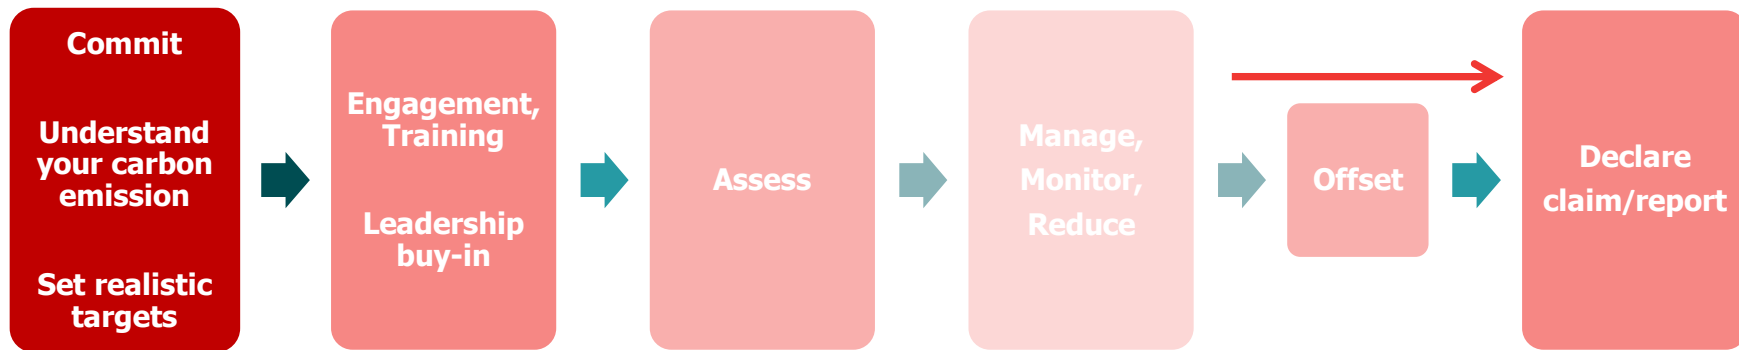 Commit
Understand
your carbon
emission
Set realistic
targets
Engagement,
Training
Leadership
buy-in
Assess
Manage,
Monitor,
Reduce
Offset
Declare
claim/report